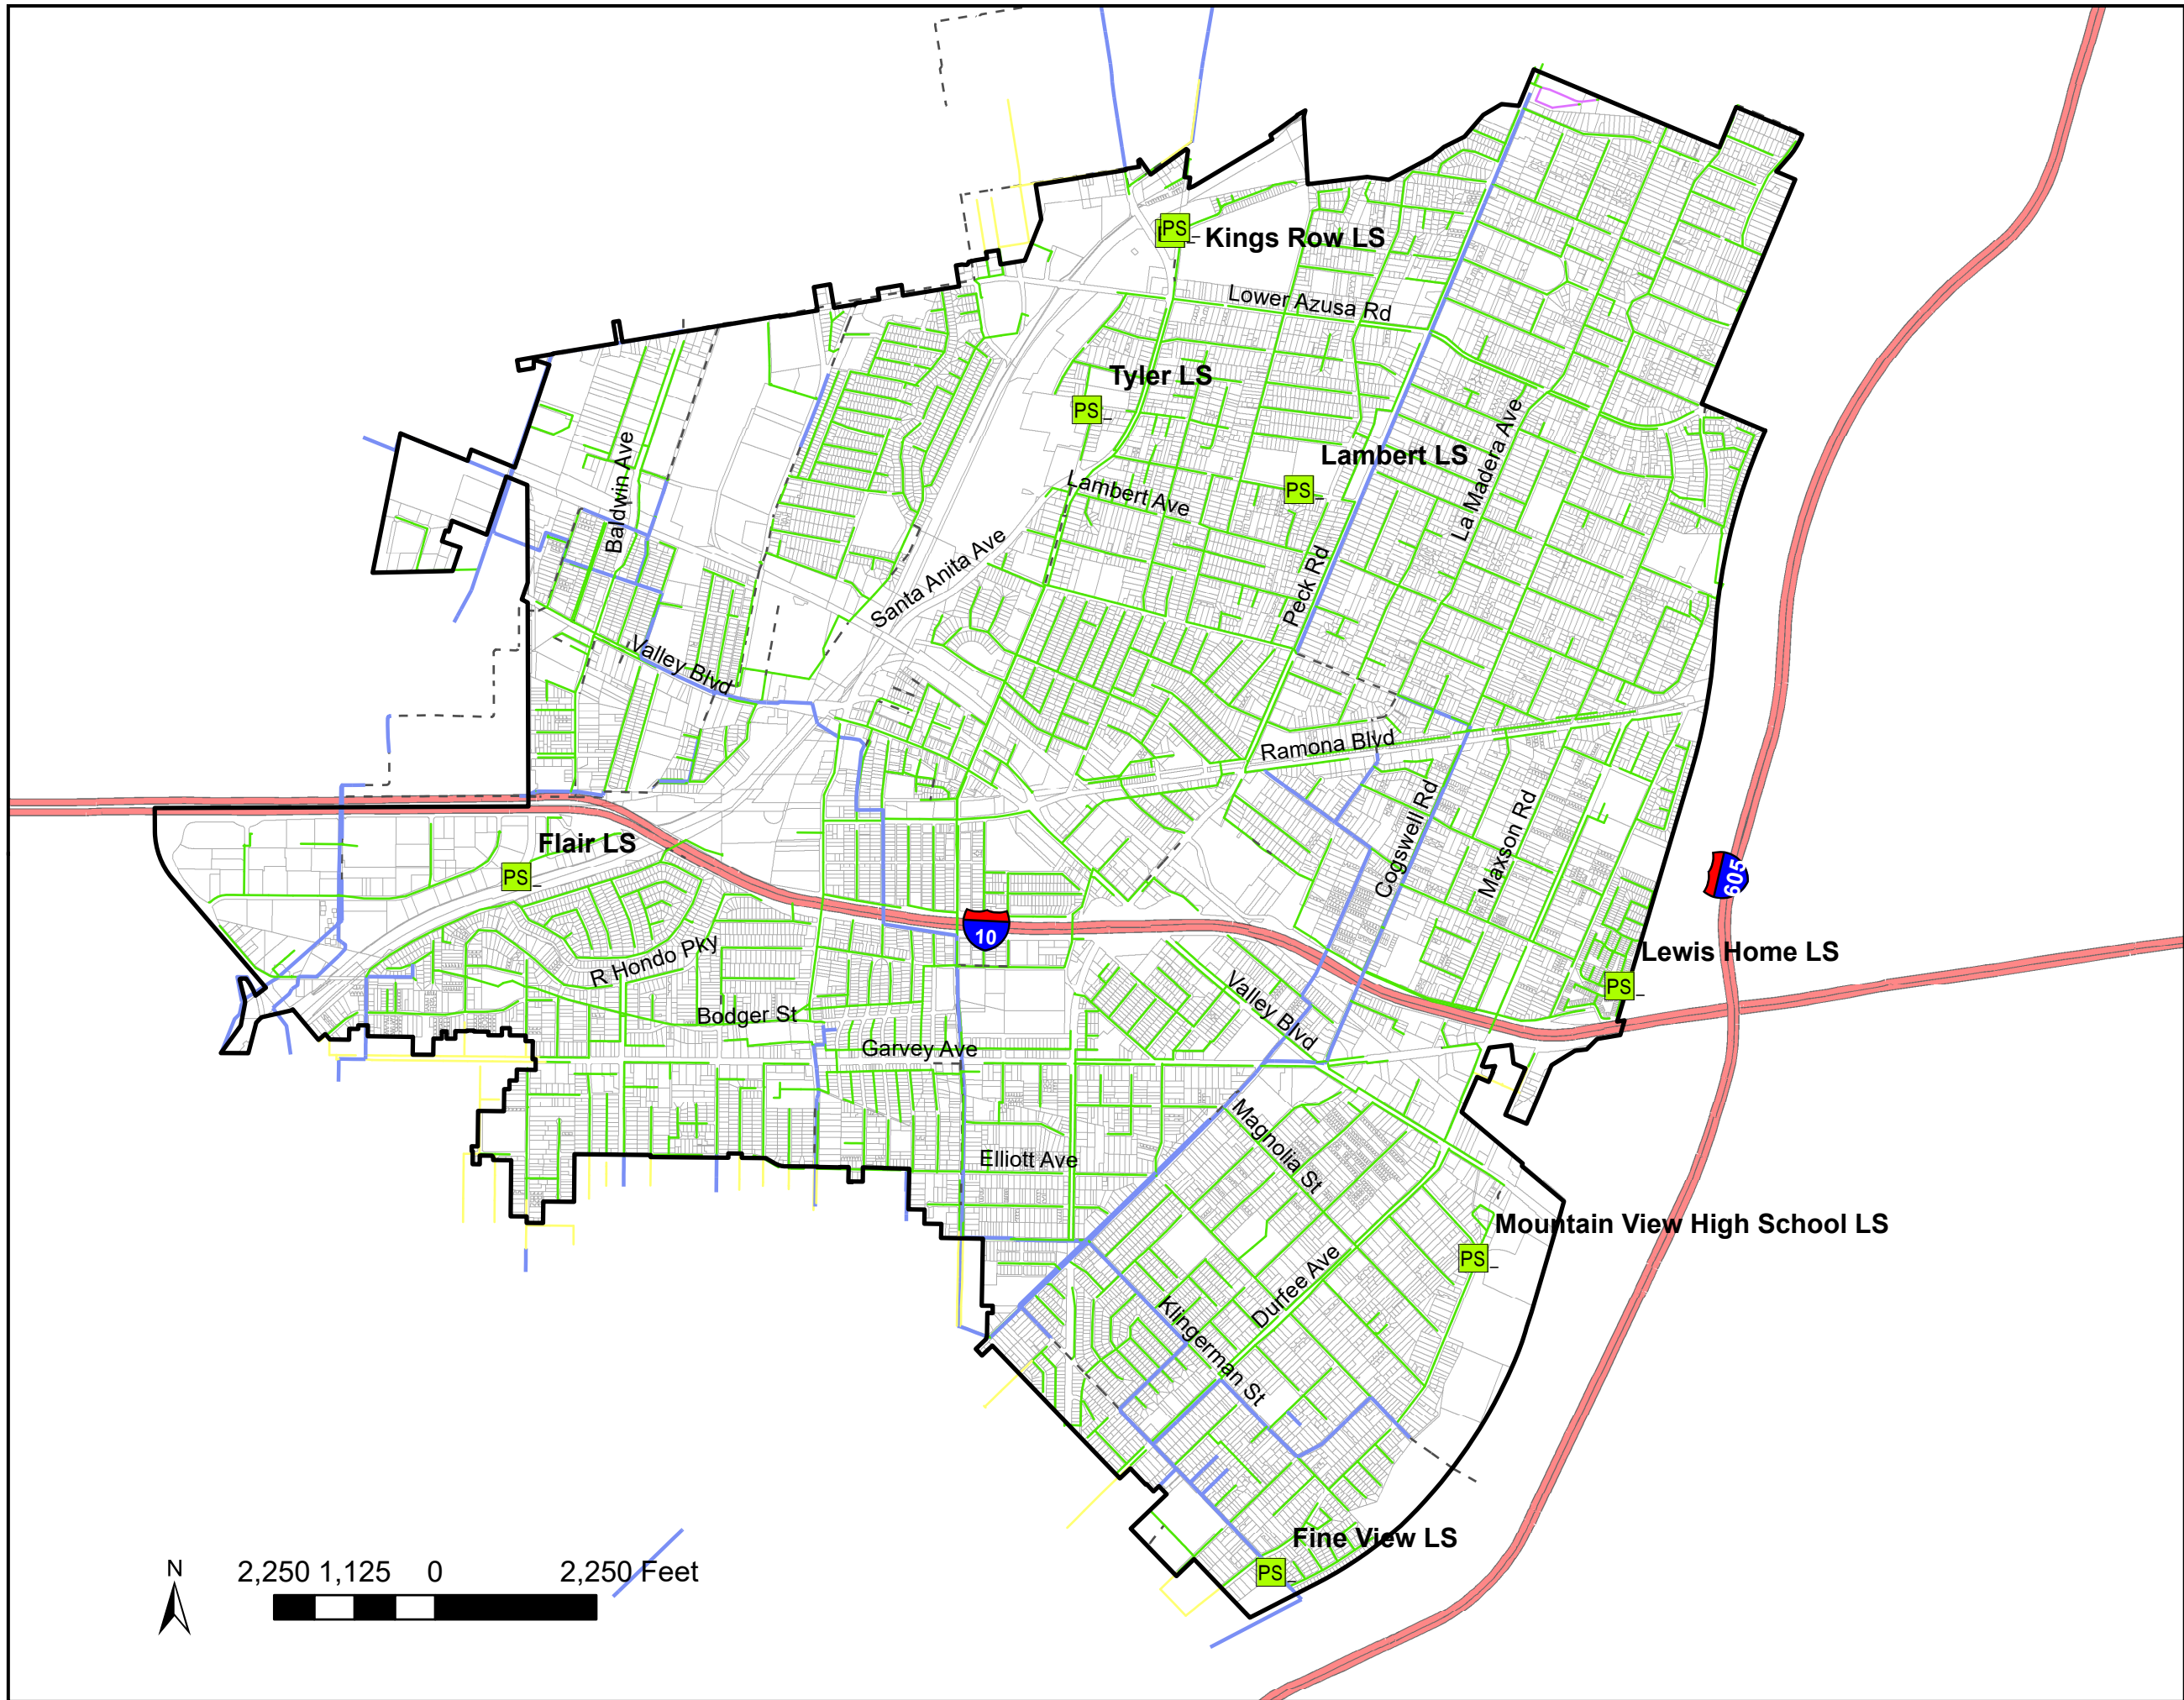 PS
Kings Row LS
Lower Azusa Rd
Tyler LS
PS
Lambert LS
PS
Lambert Ave
La Madera Ave
Baldwin Ave
Santa Anita Ave
Peck Rd
Valley Blvd
Ramona Blvd
Cogswell Rd
Maxson Rd
Flair LS
PS
605
10
R Hondo Pky
Lewis Home LS
PS
Bodger St
Valley Blvd
Garvey Ave
Magnolia St
Elliott Ave
Mountain View High School LS
PS
Durfee Ave
Klingerman St
Fine View LS
PS
N
2,250 1,125 0 2,250 Feet